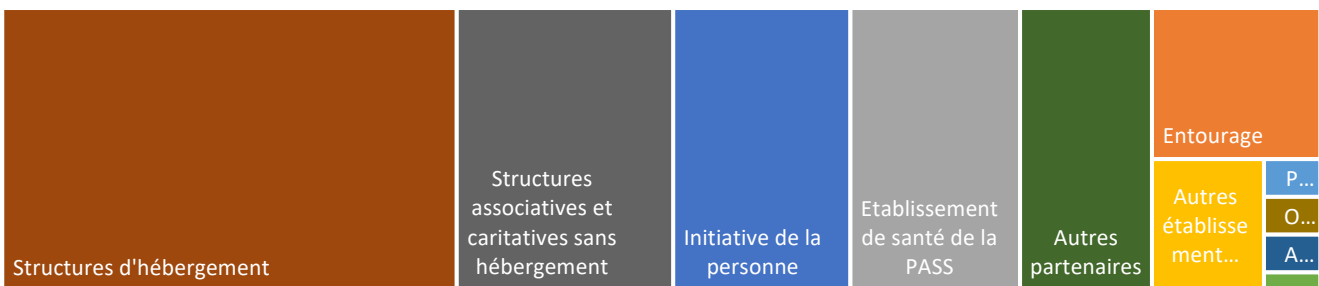 Structures d'hébergement
Structures
associatives et
caritatives sans
hébergement
Initiative de la
personne
Etablissement
de santé de la
PASS
Autres
partenaires
Entourage
Autres
établisse
ment...
P...
O...
A...